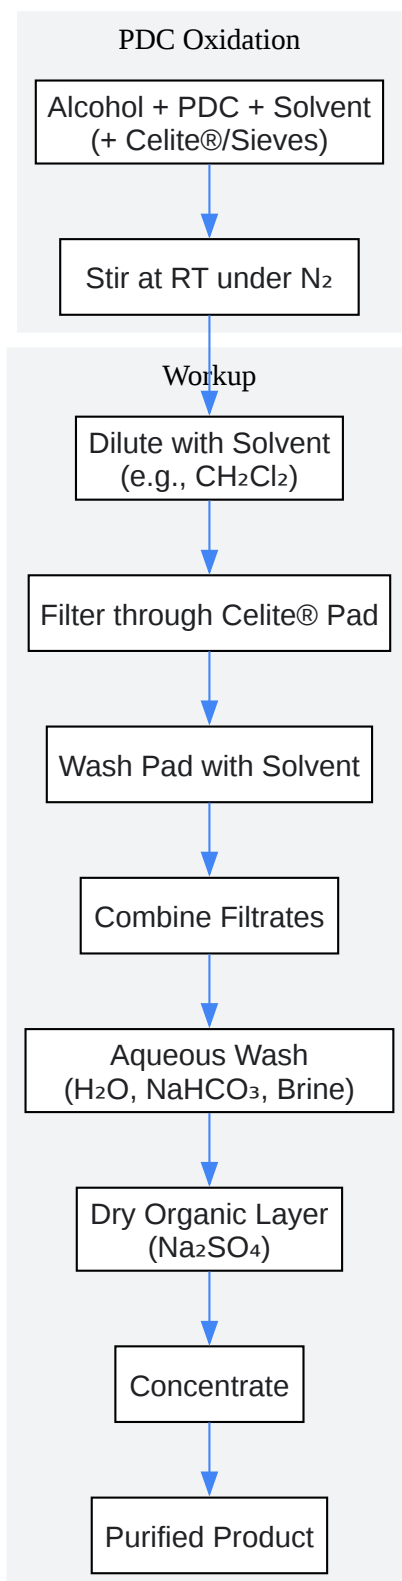 PDC Oxidation
Alcohol + PDC + Solvent
(+ Celite®/Sieves)
Stir at RT under N₂
Workup
Dilute with Solvent
(e.g., CH₂Cl₂)
Filter through Celite® Pad
Wash Pad with Solvent
Combine Filtrates
Aqueous Wash
(H₂O, NaHCO₃, Brine)
Dry Organic Layer
(Na₂SO₄)
Concentrate
Purified Product